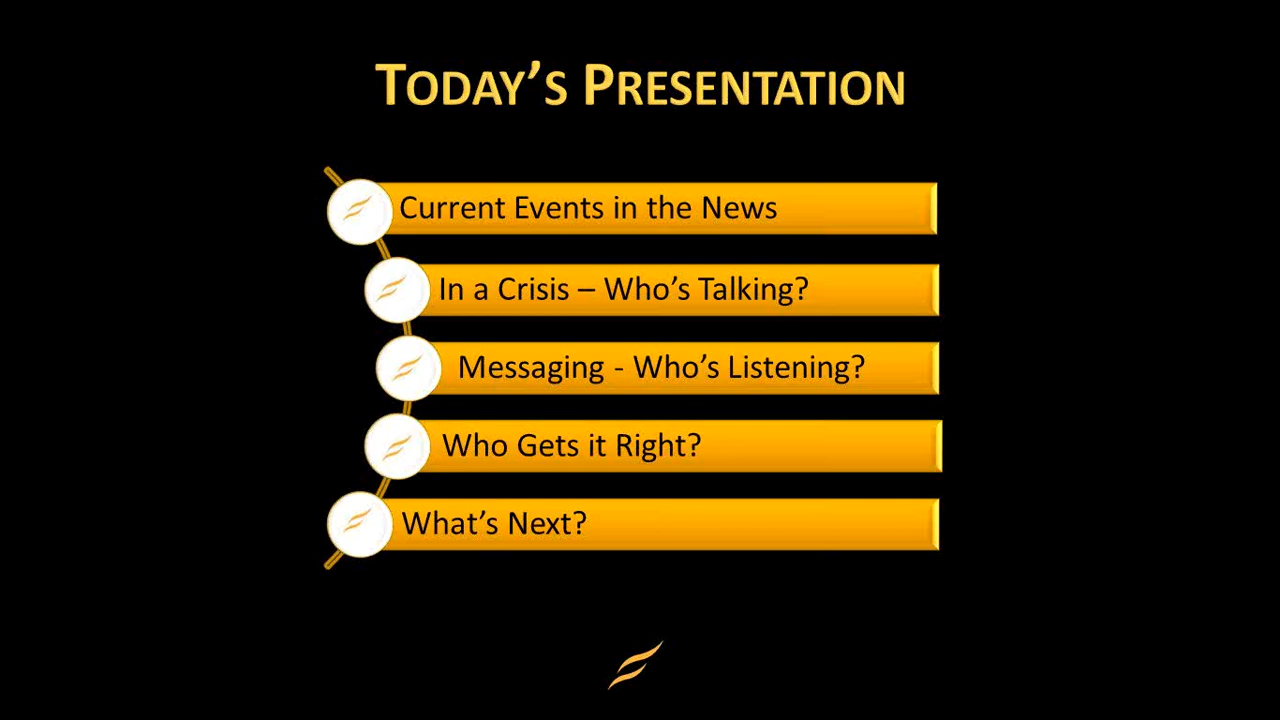 TODAY’S PRESENTATION
Current Events in the News
In a Crisis – Who’s Talking?
Messaging - Who’s Listening?
Who Gets it Right?
What’s Next?